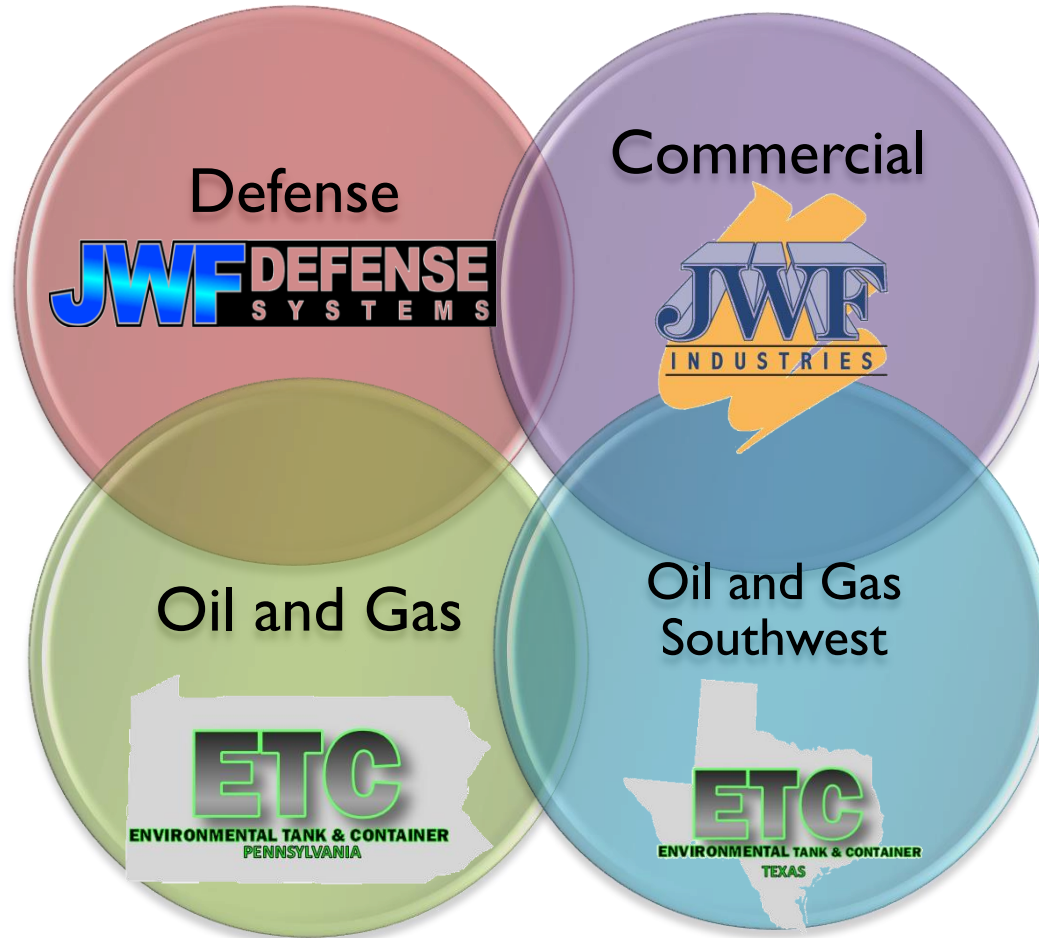 Defense
JWF DEFENSE
SYSTEMS
Commercial
JWF
INDUSTRIES
Oil and Gas
ETC
ENVIRONMENTAL TANK & CONTAINER
PENNSYLVANIA
Oil and Gas
Southwest
ETC
ENVIRONMENTAL TANK & CONTAINER
TEXAS